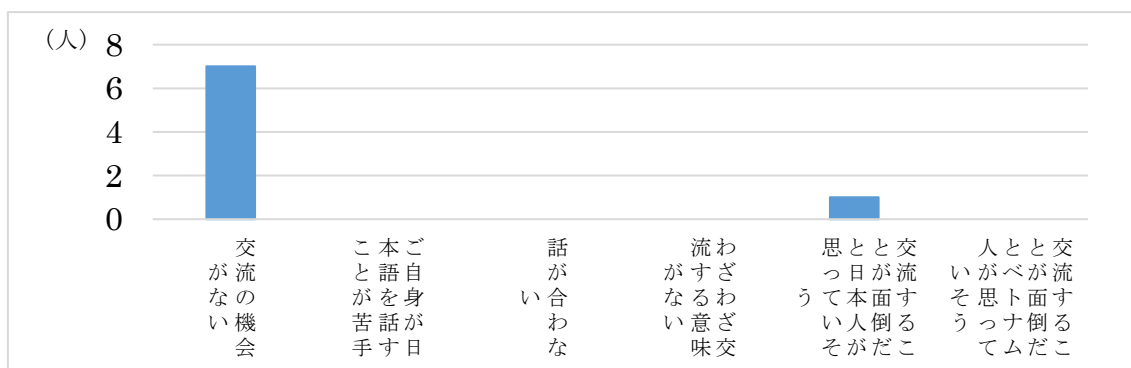 (人)
8
6
4
2
0
交流の機会
がない
ご自身が日
本語を話す
ことが苦手
話が合わな
い
わざわざ交
流する意味
がない
交流するこ
とが面倒だ
と日本人が
思っていそ
う
交流するこ
とが面倒だ
とベトナム
人が思って
いそう